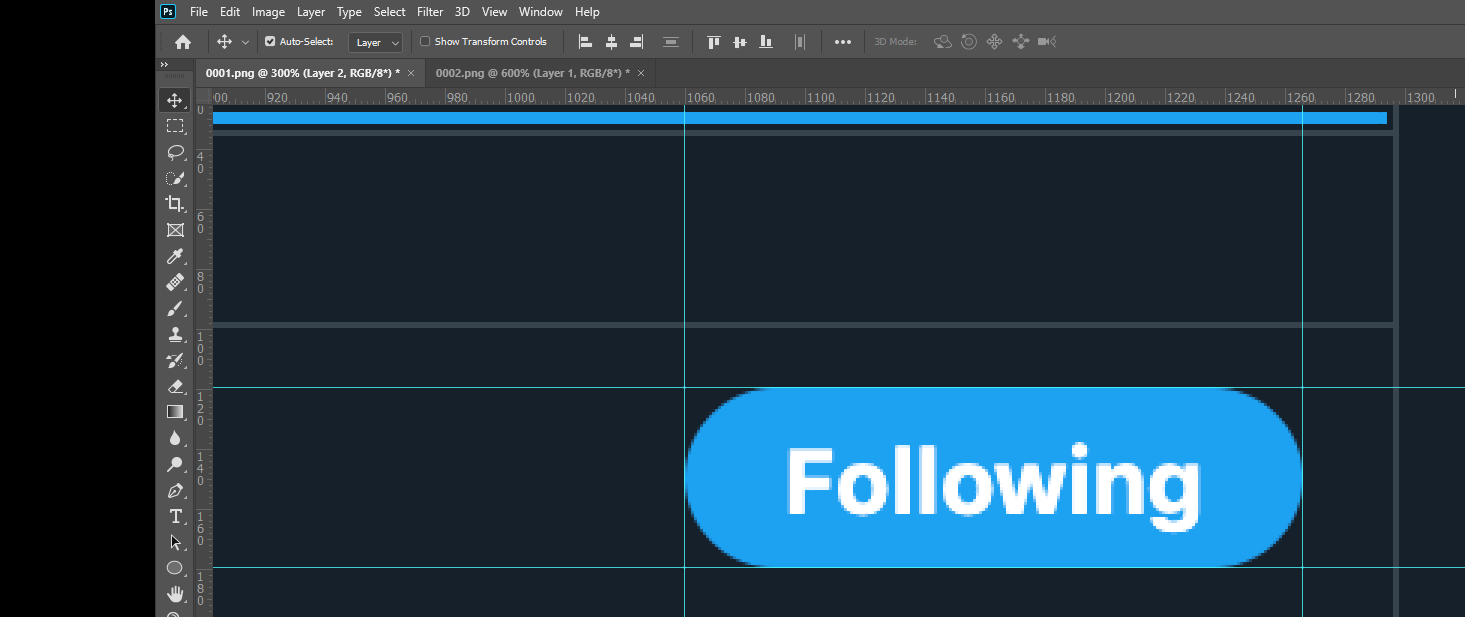 Ps File Edit Image Layer Type Select Filter 3D View Window Help
Auto-Select: Layer Show Transform Controls 3D Mode:
0001.png @ 300% (Layer 2, RGB/8*) * × 0002.png @ 600% (Layer 1, RGB/8*) * ×
00 920 940 960 980 1000 1020 1040 1060 1080 1100 1120 1140 1160 1180 1200 1220 1240 1260 1280 1300
0
40
60
80
100
120
140
160
180
T
Following